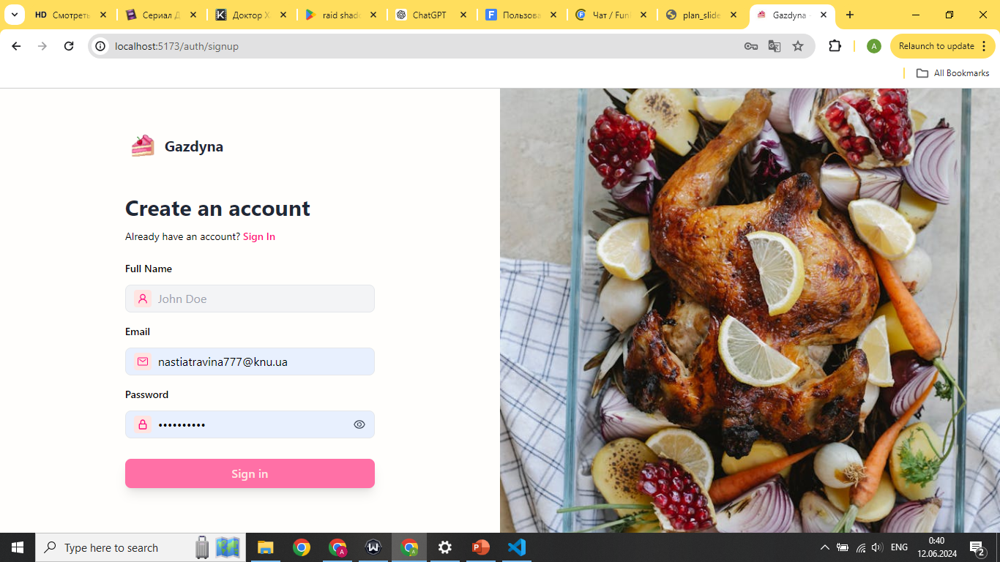 HD Смотреть
Сериал Д
Доктор Х
raid shado
ChatGPT
Пользова
Чат / Fun
plan_slide
Gazdyna -
localhost:5173/auth/signup
A
Relaunch to update
All Bookmarks
Gazdyna
Create an account
Already have an account? Sign In
Full Name
John Doe
Email
nastiatravina777@knu.ua
Password
••••••••••
Sign in
Type here to search
ENG
0:40
12.06.2024
2